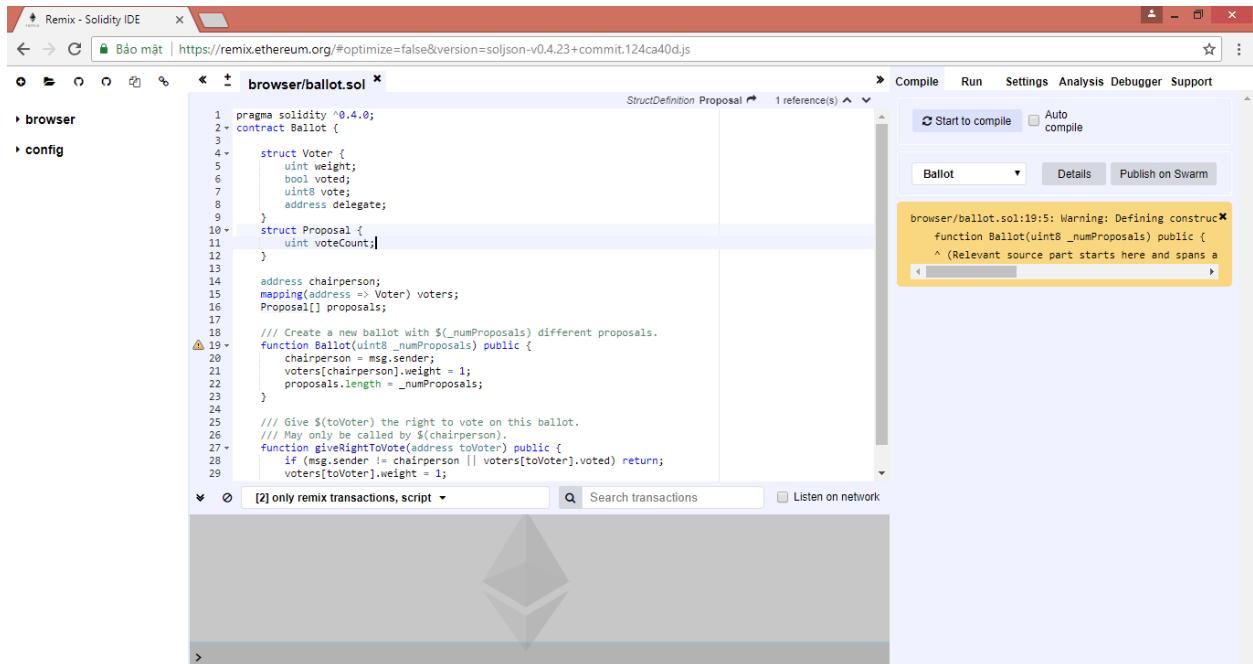 Remix - Solidity IDE
Bảo mật | https://remix.ethereum.org/#optimize=false&version=soljson-v0.4.23+commit.124ca40d.js
browser
config
browser/ballot.sol
StructDefinition Proposal 1 reference(s)
1 pragma solidity ^0.4.0;
2 contract Ballot {
3
4 struct Voter {
5 uint weight;
6 bool voted;
7 uint8 vote;
8 address delegate;
9 }
10 struct Proposal {
11 uint voteCount;
12 }
13
14 address chairperson;
15 mapping(address => Voter) voters;
16 Proposal[] proposals;
17
18 /// Create a new ballot with $(_numProposals) different proposals.
19 function Ballot(uint8 _numProposals) public {
20 chairperson = msg.sender;
21 voters[chairperson].weight = 1;
22 proposals.length = _numProposals;
23 }
24
25 /// Give $(toVoter) the right to vote on this ballot.
26 /// May only be called by $(chairperson).
27 function giveRightToVote(address toVoter) public {
28 if (msg.sender != chairperson || voters[toVoter].voted) return;
29 voters[toVoter].weight = 1;
[2] only remix transactions, script
Search transactions
Listen on network
>
Compile Run Settings Analysis Debugger Support
Start to compile
Auto compile
Ballot
Details
Publish on Swarm
browser/ballot.sol:19:5: Warning: Defining construc
function Ballot(uint8 _numProposals) public {
^ (Relevant source part starts here and spans a